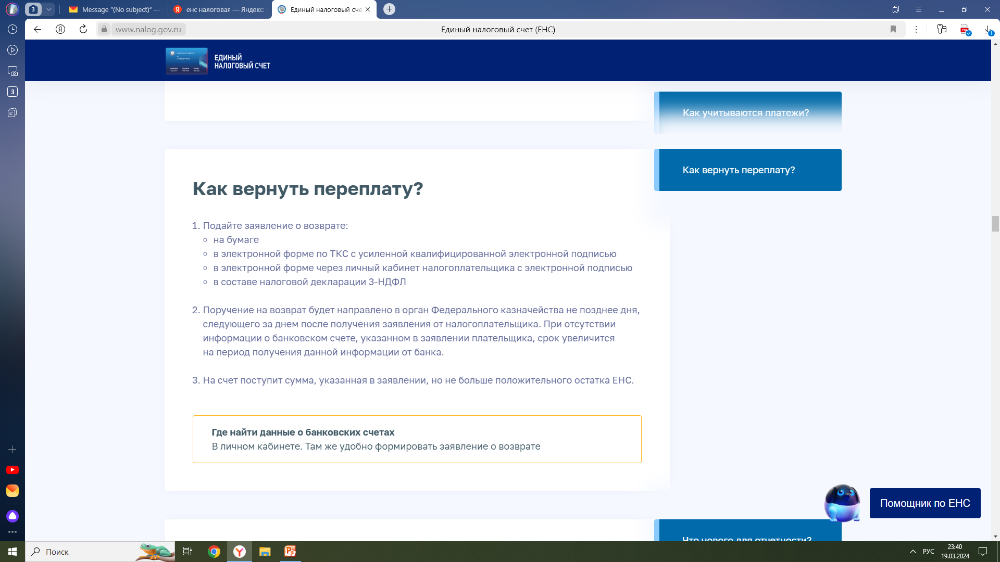 3
Message "(No subject)" —
енс налоговая — Яндекс:
Единый налоговый сче
www.nalog.gov.ru
Единый налоговый счет (ЕНС)
1
3
ЕДИНЫЙ
НАЛОГОВЫЙ СЧЕТ
Как учитываются платежи?
Как вернуть переплату?
Как вернуть переплату?
1. Подайте заявление о возврате:
на бумаге
в электронной форме по ТКС с усиленной квалифицированной электронной подписью
в электронной форме через личный кабинет налогоплательщика с электронной подписью
в составе налоговой декларации 3-НДФЛ
2. Поручение на возврат будет направлено в орган Федерального казначейства не позднее дня,
следующего за днем после получения заявления от налогоплательщика. При отсутствии
информации о банковском счете, указанном в заявлении плательщика, срок увеличится
на период получения данной информации от банка.
3. На счет поступит сумма, указанная в заявлении, но не больше положительного остатка ЕНС.
Где найти данные о банковских счетах
В личном кабинете. Там же удобно формировать заявление о возврате
Помощник по ЕНС
Что нового для отчетности?
Поиск
РУС
23:40
19.03.2024